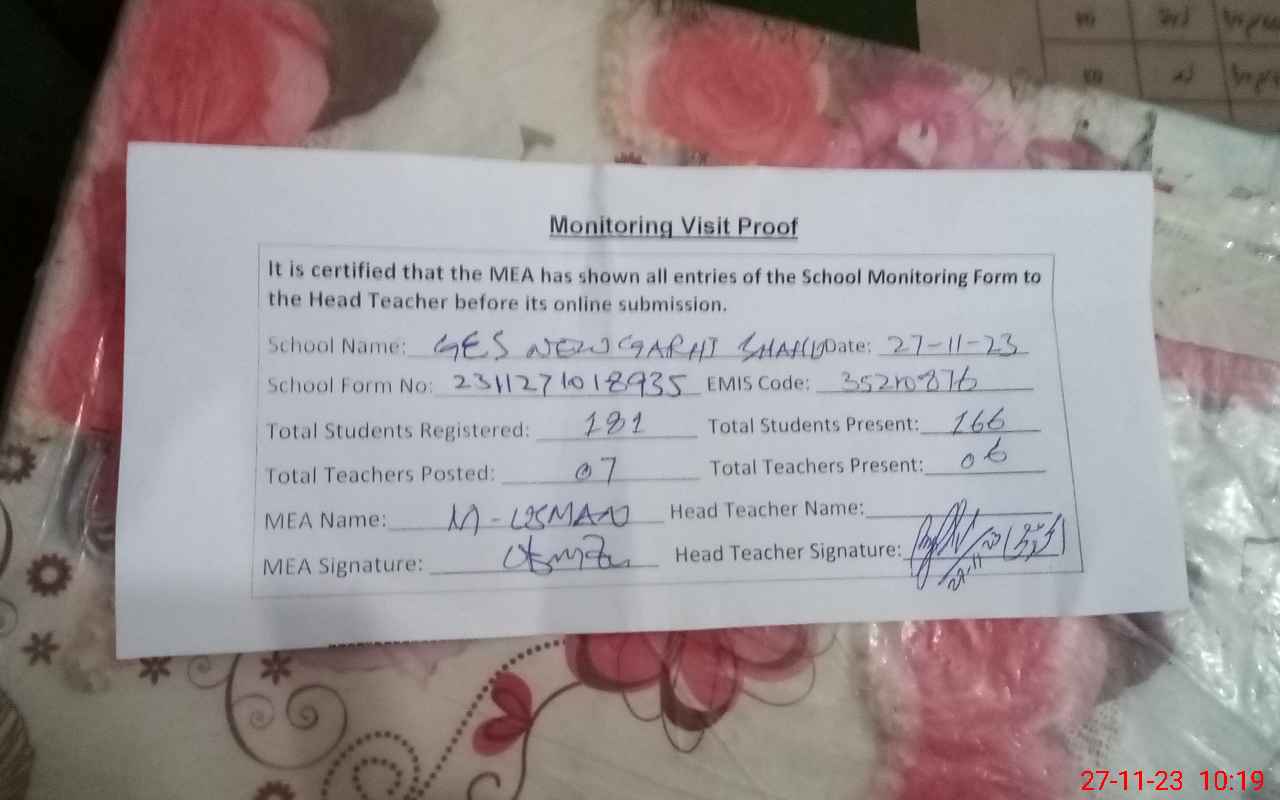 Monitoring Visit Proof
It is certified that the MEA has shown all entries of the School Monitoring Form to
the Head Teacher before its online submission.
School Name: GES NEW GARHI SHAHU Date: 27-11-23
School Form No: 2311271018935 EMIS Code: 35210876
Total Students Registered: 181 Total Students Present: 166
Total Teachers Posted: 07 Total Teachers Present: 06
MEA Name: M-USMAN Head Teacher Name:
MEA Signature: Head Teacher Signature:
27-11-23 10:19